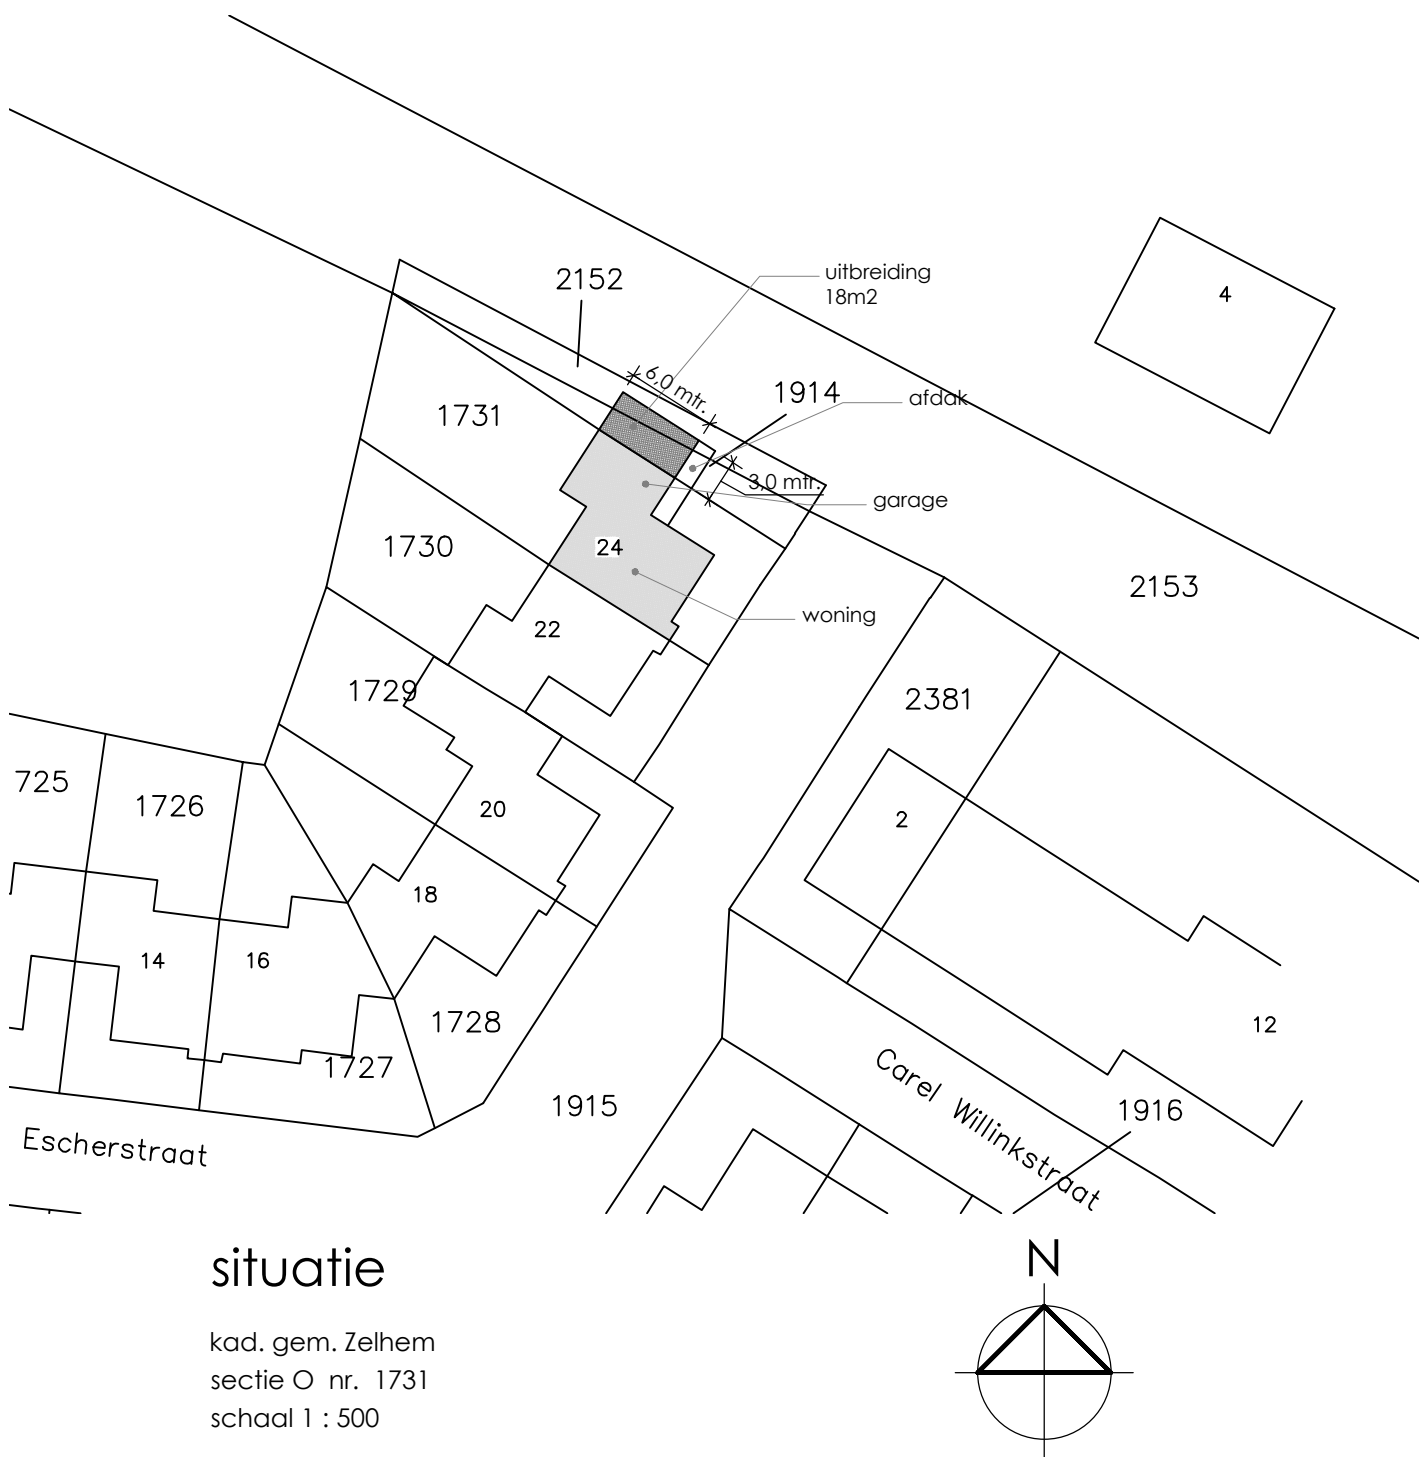 uitbreiding
18m2
2152
4
6,0 mtr.
1914
afdak
1731
3,0 mtr.
garage
1730
24
2153
woning
22
1729
2381
725
1726
20
2
18
14
16
12
1728
1727
1915
Carel Willinkstraat
1916
Escherstraat
situatie
N
kad. gem. Zelhem
sectie O nr. 1731
schaal 1 : 500